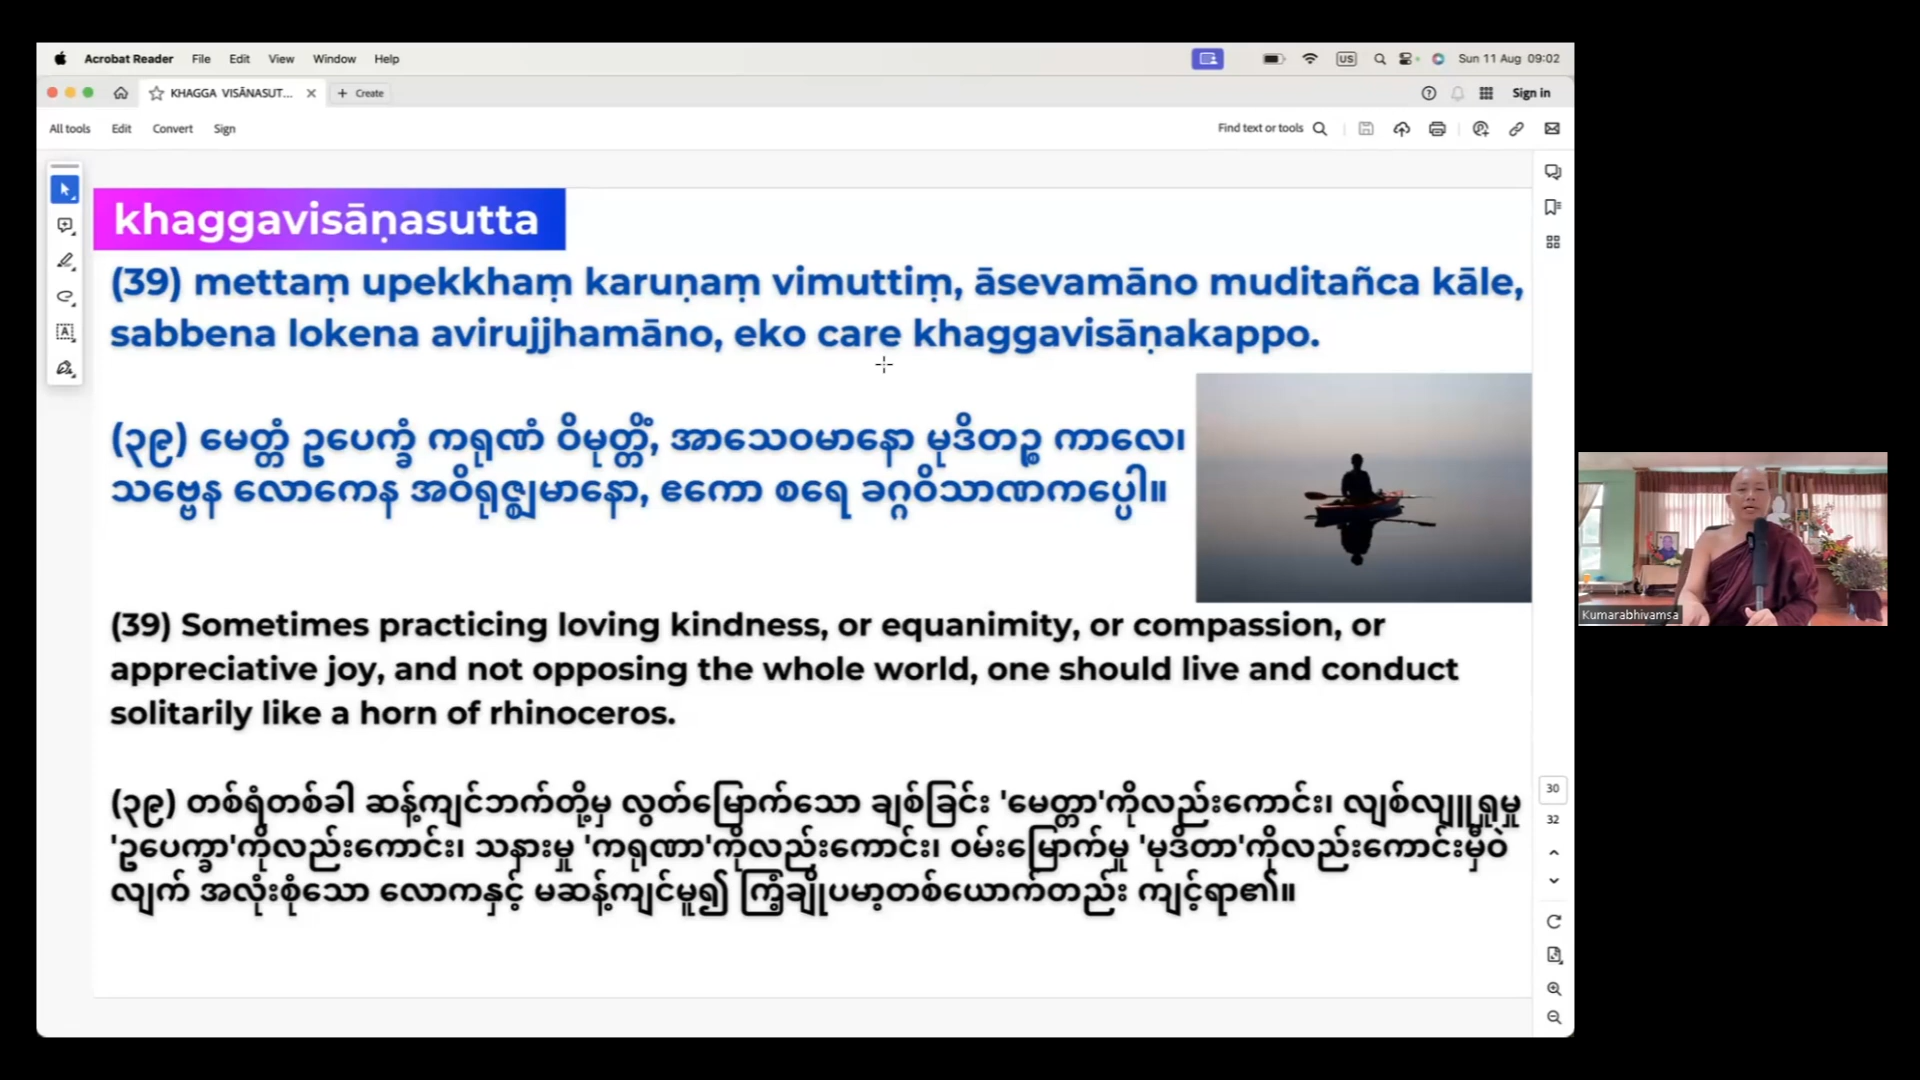 Acrobat Reader File Edit View Window Help US Sun 11 Aug 09:02
KHAGGA VISĀNASUT... Create Sign in
All tools Edit Convert Sign Find text or tools
khaggavisāṇasutta
(39) mettaṃ upekkhaṃ karuṇaṃ vimuttiṃ, āsevamāno muditañca kāle,
sabbena lokena avirujjhamāno, eko care khaggavisāṇakappo.
(၃၉) မေတ္တံ ဥပေက္ခံ ကရုဏံ ဝိမုတ္တိံ, အာသေဝမာနော မုဒိတဉ္စ ကာလေ၊
သဗ္ဗေန လောကေန အဝိရုဇ္ဈမာနော, ဧကော စရေ ခဂ္ဂဝိသာဏကပ္ပေါ။
(39) Sometimes practicing loving kindness, or equanimity, or compassion, or
appreciative joy, and not opposing the whole world, one should live and conduct
solitarily like a horn of rhinoceros.
(၃၉) တစ်ရံတစ်ခါ ဆန့်ကျင်ဘက်တို့မှ လွတ်မြောက်သော ချစ်ခြင်း 'မေတ္တာ'ကိုလည်းကောင်း၊ လျစ်လျူရှုမှု
'ဥပေက္ခာ'ကိုလည်းကောင်း၊ သနားမှု 'ကရုဏာ'ကိုလည်းကောင်း၊ ဝမ်းမြောက်မှု 'မုဒိတာ'ကိုလည်းကောင်းမှီဝဲ
လျက် အလုံးစုံသော လောကနှင့် မဆန့်ကျင်မူ၍ ကြံ့ချိုပမာ့တစ်ယောက်တည်း ကျင့်ရာ၏။
30
32
Kumarabhivamsa